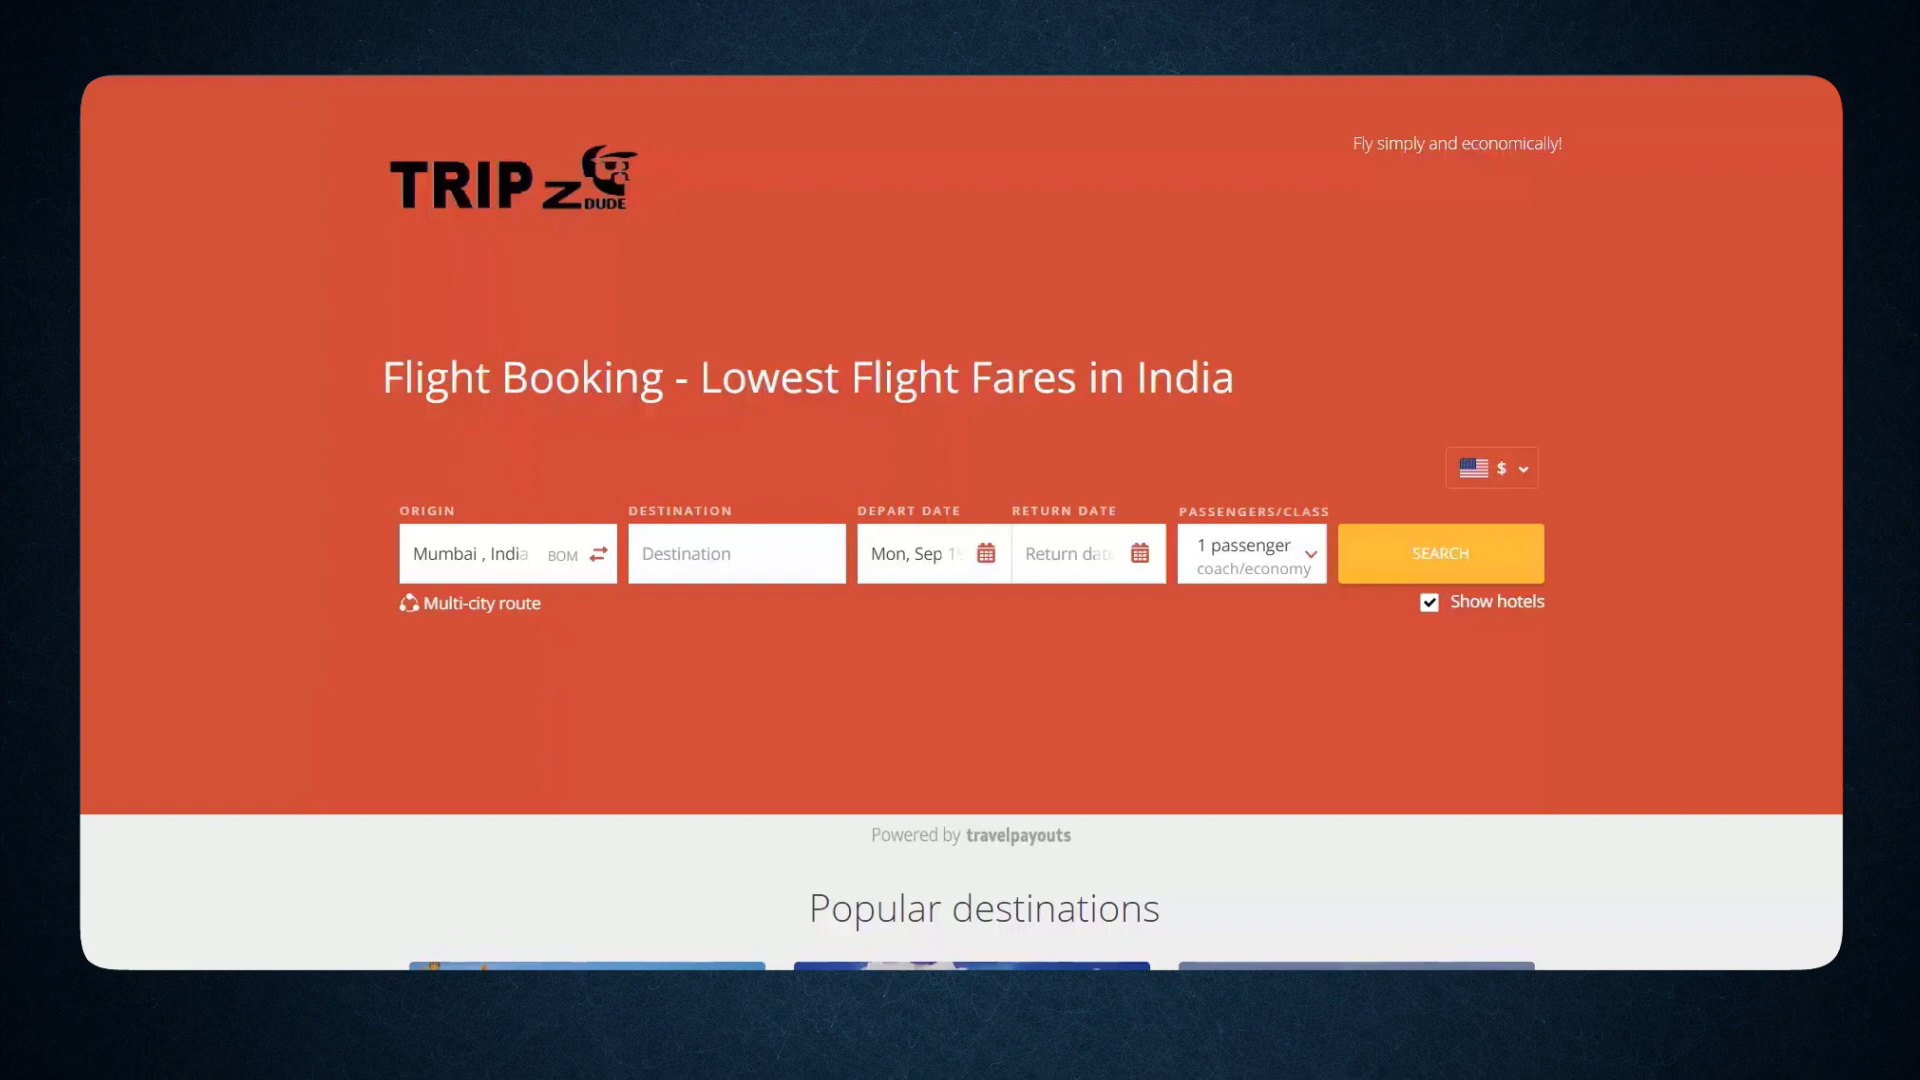 TRIP Z DUDE
Fly simply and economically!
Flight Booking - Lowest Flight Fares in India
$
ORIGIN DESTINATION DEPART DATE RETURN DATE PASSENGERS/CLASS
Mumbai , India BOM Destination Mon, Sep Return date 1 passenger SEARCH
coach/economy
Multi-city route Show hotels
Powered by travelpayouts
Popular destinations